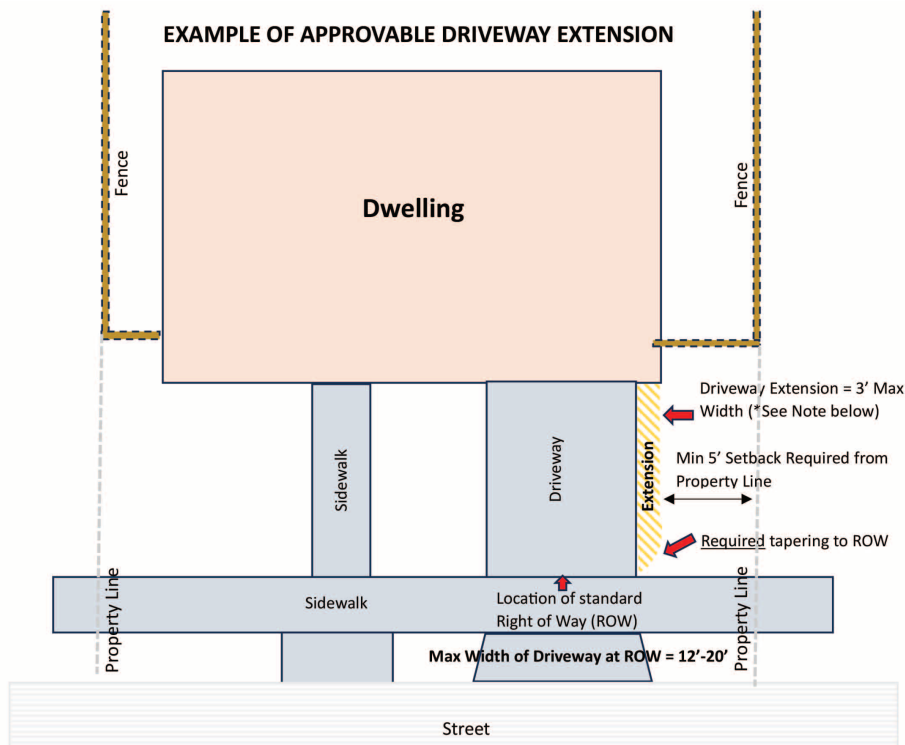 EXAMPLE OF APPROVABLE DRIVEWAY EXTENSION
Fence
Fence
Dwelling
Driveway Extension = 3’ Max
Width (*See Note below)
Sidewalk
Driveway
Extension
Min 5’ Setback Required from
Property Line
Required tapering to ROW
Property Line
Sidewalk
Location of standard
Right of Way (ROW)
Property Line
Max Width of Driveway at ROW = 12’-20’
Street